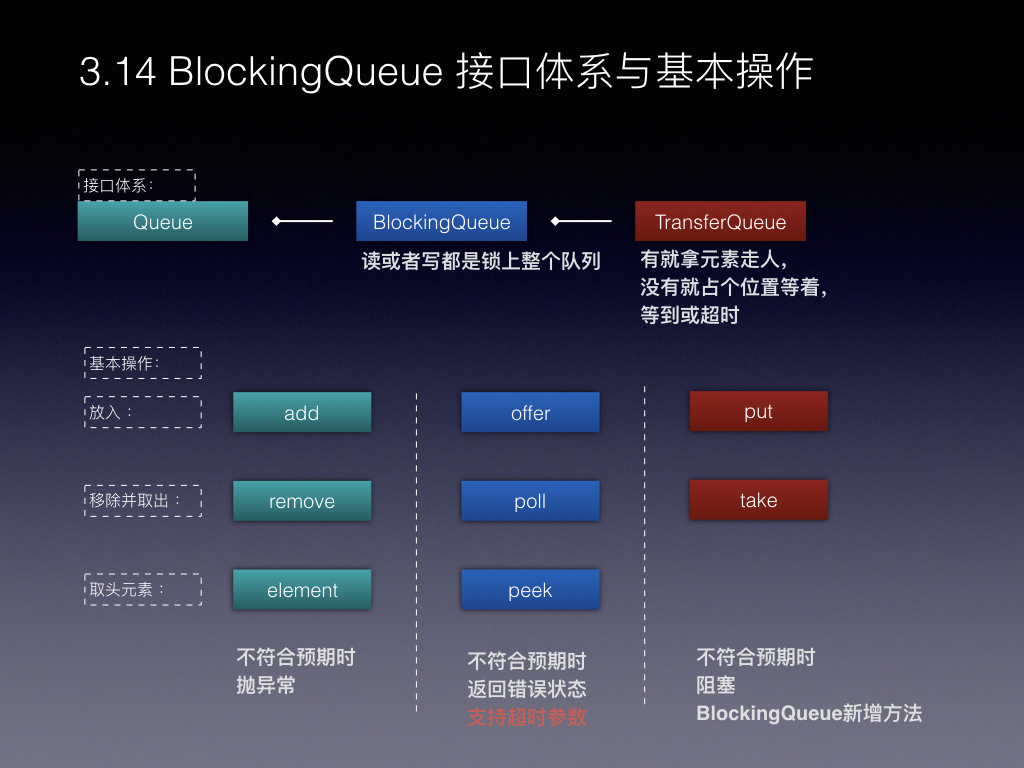 3.14 BlockingQueue 接口体系与基本操作
接口体系：
Queue
BlockingQueue
TransferQueue
读或者写都是锁上整个队列
有就拿元素走人，
没有就占个位置等着，
等到或超时
基本操作：
放入：
add
offer
put
移除并取出：
remove
poll
take
取头元素：
element
peek
不符合预期时
抛异常
不符合预期时
返回错误状态
支持超时参数
不符合预期时
阻塞
BlockingQueue新增方法